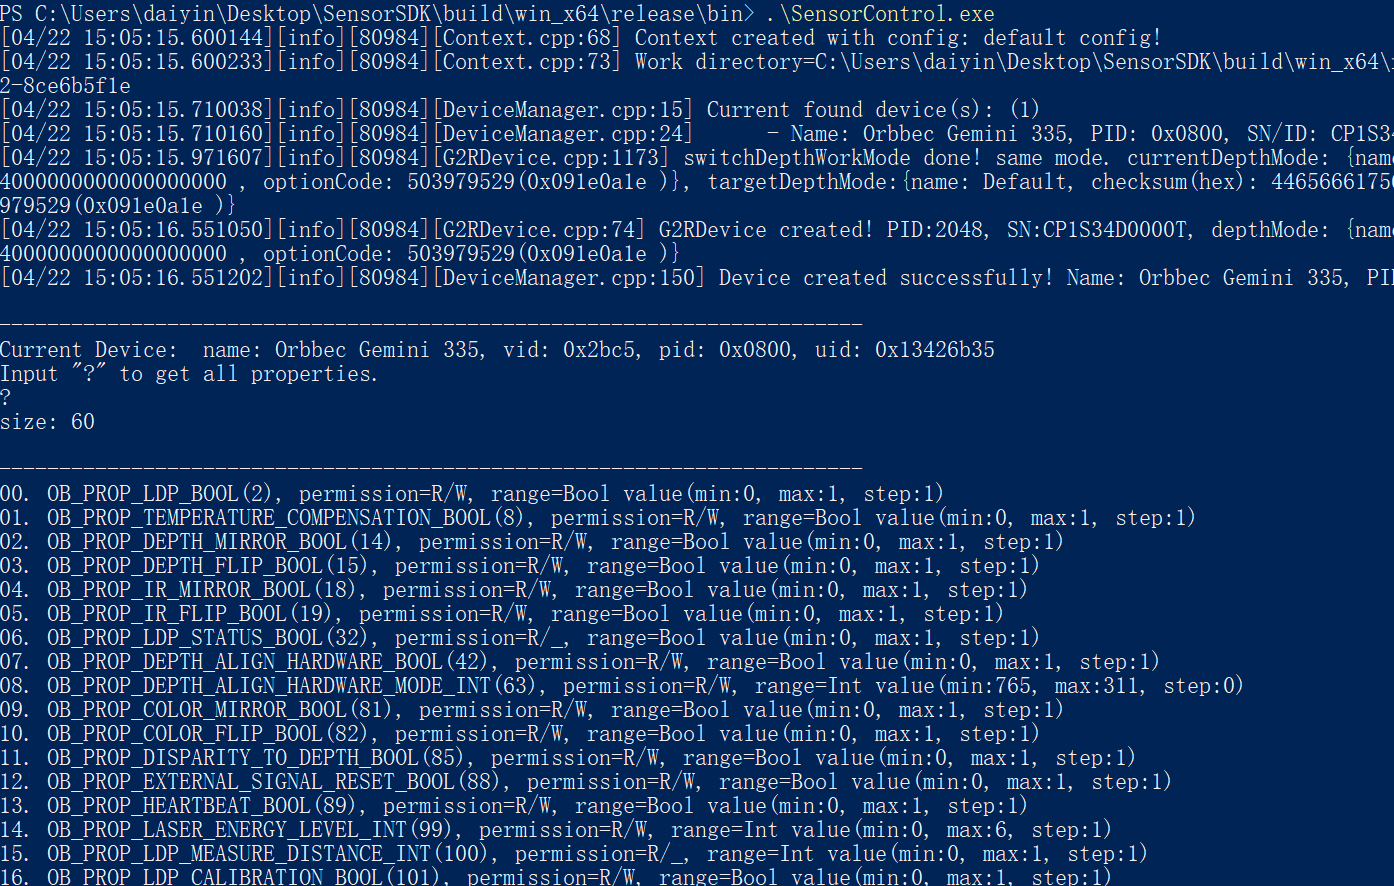 PS C:\Users\daiyin\Desktop\SensorSDK\build\win_x64\release\bin> .\SensorControl.exe
[04/22 15:05:15.600144][info][80984][Context.cpp:68] Context created with config: default config!
[04/22 15:05:15.600233][info][80984][Context.cpp:73] Work directory=C:\Users\daiyin\Desktop\SensorSDK\build\win_x64\
2-8ce6b5f1e
[04/22 15:05:15.710038][info][80984][DeviceManager.cpp:15] Current found device(s): (1)
[04/22 15:05:15.710160][info][80984][DeviceManager.cpp:24] - Name: Orbbec Gemini 335, PID: 0x0800, SN/ID: CP1S34
[04/22 15:05:15.971607][info][80984][G2RDevice.cpp:1173] switchDepthWorkMode done! same mode. currentDepthMode: {name
4000000000000000000 , optionCode: 503979529(0x091e0a1e )}, targetDepthMode:{name: Default, checksum(hex): 44656661756
979529(0x091e0a1e )}
[04/22 15:05:16.551050][info][80984][G2RDevice.cpp:74] G2RDevice created! PID:2048, SN:CP1S34D0000T, depthMode: {name
4000000000000000000 , optionCode: 503979529(0x091e0a1e )}
[04/22 15:05:16.551202][info][80984][DeviceManager.cpp:150] Device created successfully! Name: Orbbec Gemini 335, PID
------------------------------------------------------------------------
Current Device:  name: Orbbec Gemini 335, vid: 0x2bc5, pid: 0x0800, uid: 0x13426b35
Input "?" to get all properties.
?
size: 60
------------------------------------------------------------------------
00. OB_PROP_LDP_BOOL(2), permission=R/W, range=Bool value(min:0, max:1, step:1)
01. OB_PROP_TEMPERATURE_COMPENSATION_BOOL(8), permission=R/W, range=Bool value(min:0, max:1, step:1)
02. OB_PROP_DEPTH_MIRROR_BOOL(14), permission=R/W, range=Bool value(min:0, max:1, step:1)
03. OB_PROP_DEPTH_FLIP_BOOL(15), permission=R/W, range=Bool value(min:0, max:1, step:1)
04. OB_PROP_IR_MIRROR_BOOL(18), permission=R/W, range=Bool value(min:0, max:1, step:1)
05. OB_PROP_IR_FLIP_BOOL(19), permission=R/W, range=Bool value(min:0, max:1, step:1)
06. OB_PROP_LDP_STATUS_BOOL(32), permission=R/_, range=Bool value(min:0, max:1, step:1)
07. OB_PROP_DEPTH_ALIGN_HARDWARE_BOOL(42), permission=R/W, range=Bool value(min:0, max:1, step:1)
08. OB_PROP_DEPTH_ALIGN_HARDWARE_MODE_INT(63), permission=R/W, range=Int value(min:765, max:311, step:0)
09. OB_PROP_COLOR_MIRROR_BOOL(81), permission=R/W, range=Bool value(min:0, max:1, step:1)
10. OB_PROP_COLOR_FLIP_BOOL(82), permission=R/W, range=Bool value(min:0, max:1, step:1)
11. OB_PROP_DISPARITY_TO_DEPTH_BOOL(85), permission=R/W, range=Bool value(min:0, max:1, step:1)
12. OB_PROP_EXTERNAL_SIGNAL_RESET_BOOL(88), permission=R/W, range=Bool value(min:0, max:1, step:1)
13. OB_PROP_HEARTBEAT_BOOL(89), permission=R/W, range=Bool value(min:0, max:1, step:1)
14. OB_PROP_LASER_ENERGY_LEVEL_INT(99), permission=R/W, range=Int value(min:0, max:6, step:1)
15. OB_PROP_LDP_MEASURE_DISTANCE_INT(100), permission=R/_, range=Int value(min:0, max:1, step:1)
16. OB_PROP_LDP_CALIBRATION_BOOL(101), permission=R/W, range=Bool value(min:0, max:1, step:1)